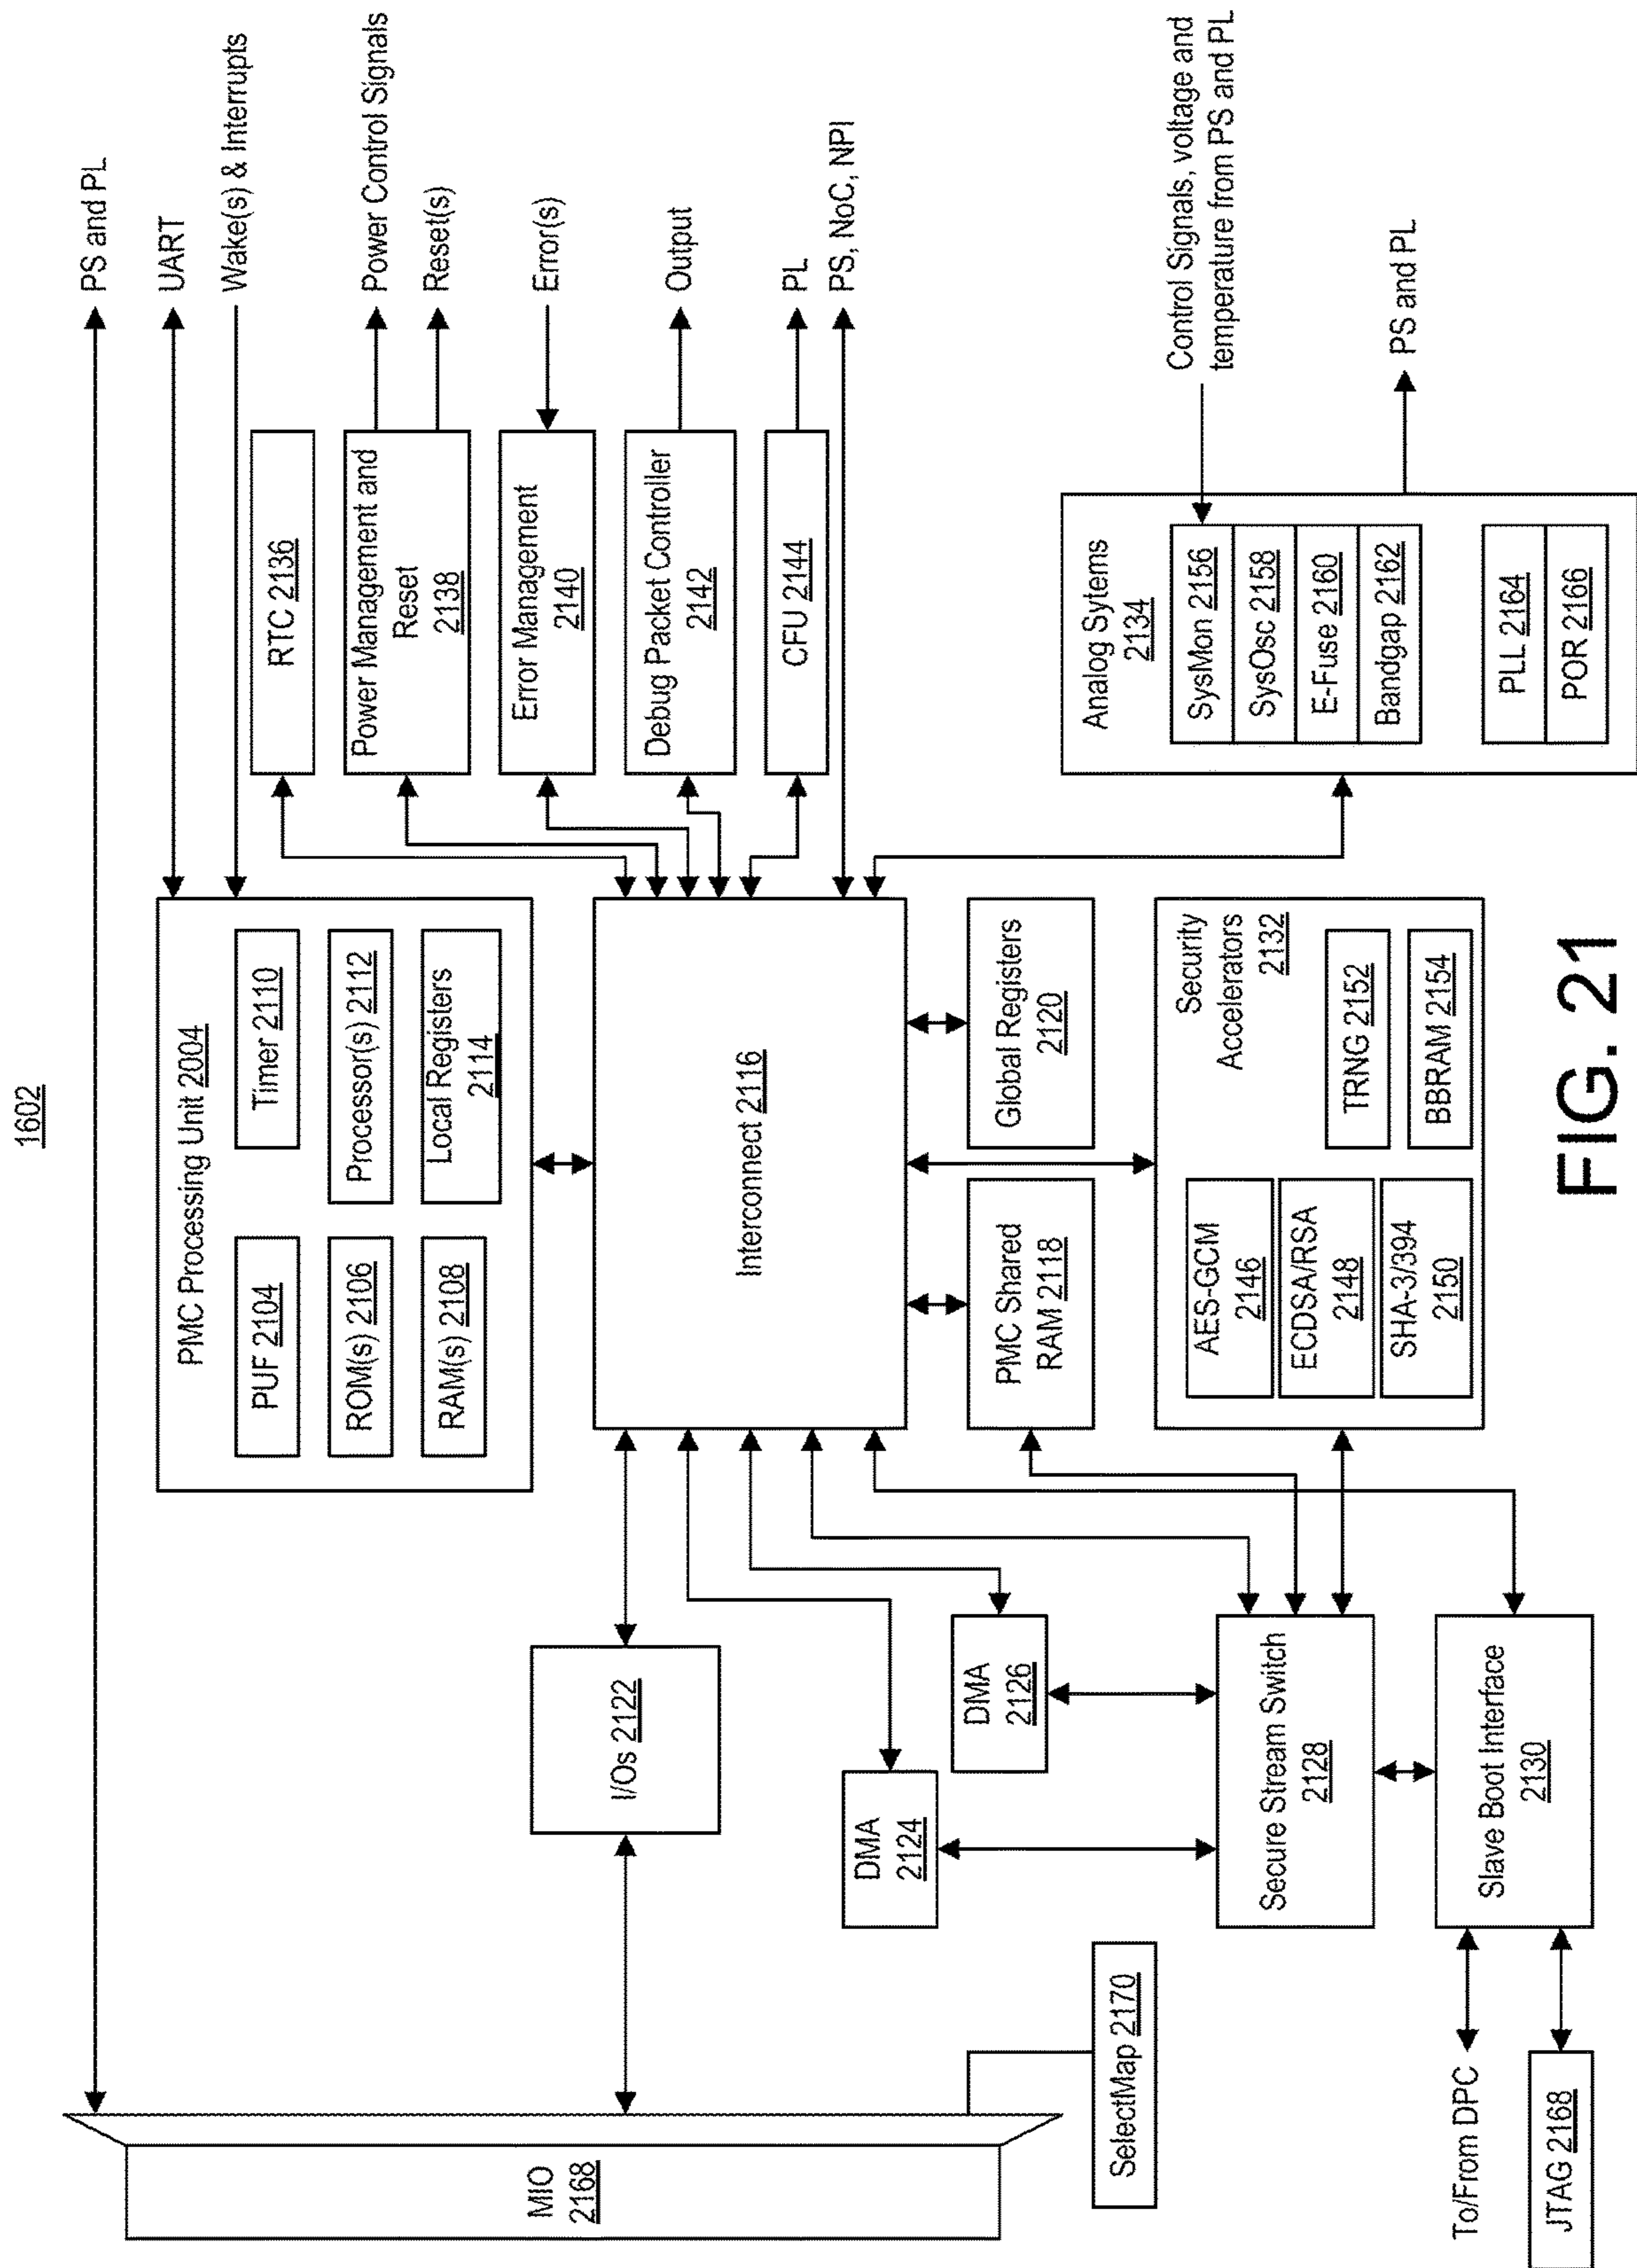 1602
PS and PL
UART
Wake(s) & Interrupts
PMC Processing Unit 2004
PUF 2104
Timer 2110
ROM(s) 2106
Processor(s) 2112
RAM(s) 2108
Local Registers
2114
RTC 2136
Power Management and
Reset
2138
Power Control Signals
Reset(s)
Error Management
2140
Error(s)
Debug Packet Controller
2142
Output
CFU 2144
PL
PS, NoC, NPI
MIO
2168
I/Os 2122
Interconnect 2116
DMA
2124
DMA
2126
PMC Shared
RAM 2118
Global Registers
2120
SelectMap 2170
Secure Stream Switch
2128
Slave Boot Interface
2130
To/From DPC
JTAG 2168
Security
Accelerators
2132
AES-GCM
2146
ECDSA/RSA
2148
SHA-3/394
2150
TRNG 2152
BBRAM 2154
Analog Sytems
2134
SysMon 2156
SysOsc 2158
E-Fuse 2160
Bandgap 2162
PLL 2164
POR 2166
Control Signals, voltage and
temperature from PS and PL
PS and PL
FIG. 21